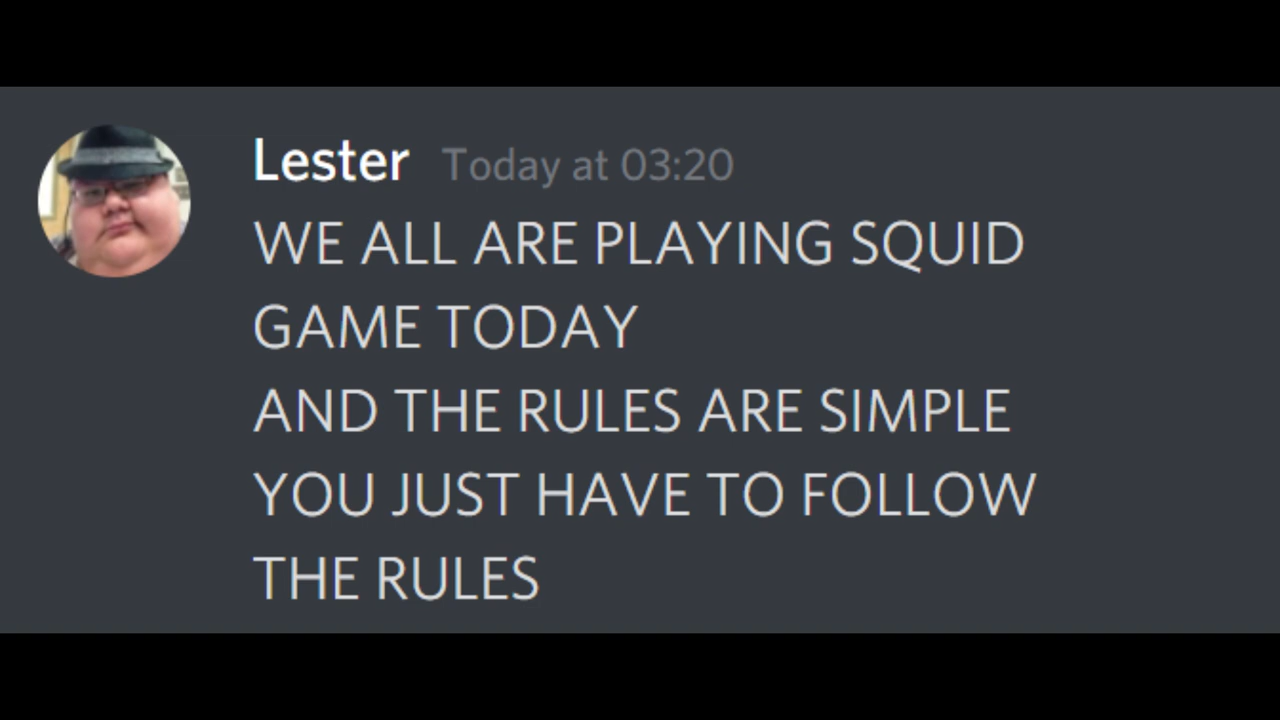 Lester Today at 03:20
WE ALL ARE PLAYING SQUID
GAME TODAY
AND THE RULES ARE SIMPLE
YOU JUST HAVE TO FOLLOW
THE RULES